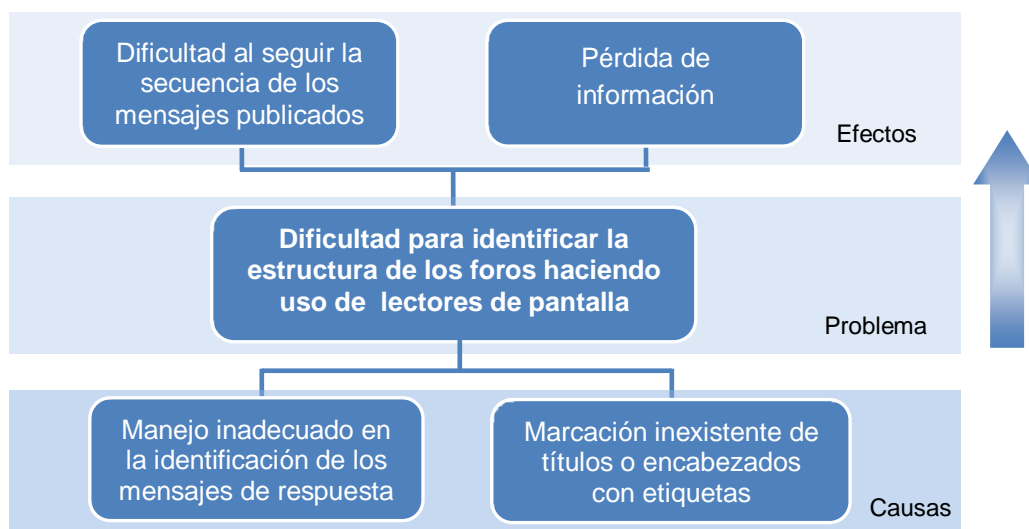 Dificultad al seguir la
secuencia de los
mensajes publicados
Pérdida de
información
Efectos
Dificultad para identificar la
estructura de los foros haciendo
uso de  lectores de pantalla
Problema
Manejo inadecuado en
la identificación de los
mensajes de respuesta
Marcación inexistente de
títulos o encabezados
con etiquetas
Causas